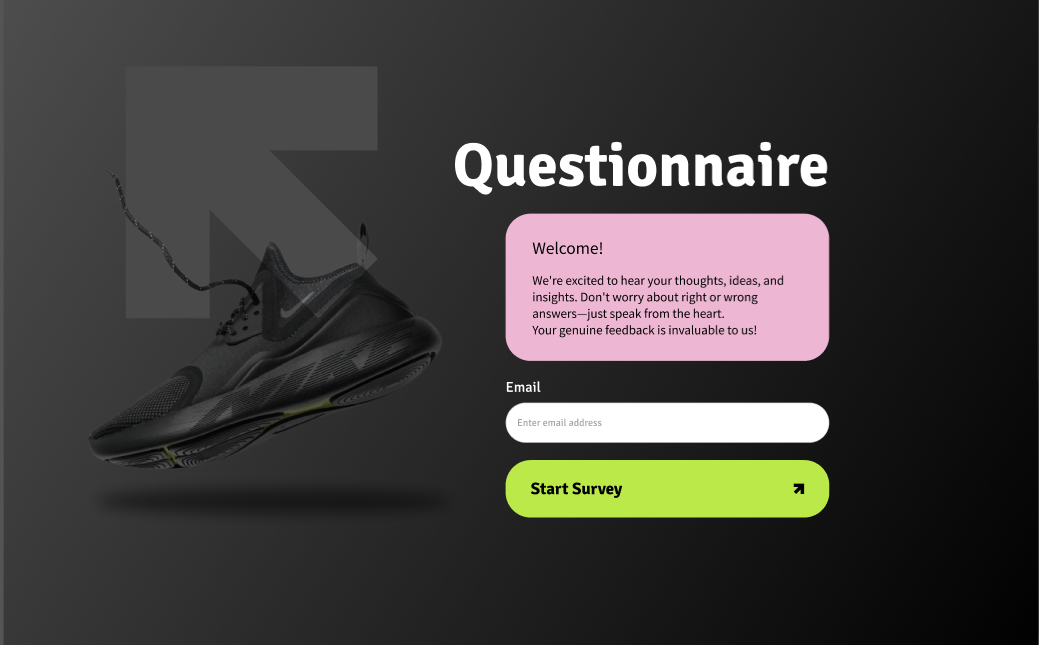 Questionnaire
Welcome!
We're excited to hear your thoughts, ideas, and
insights. Don't worry about right or wrong
answers—just speak from the heart.
Your genuine feedback is invaluable to us!
Email
Enter email address
Start Survey